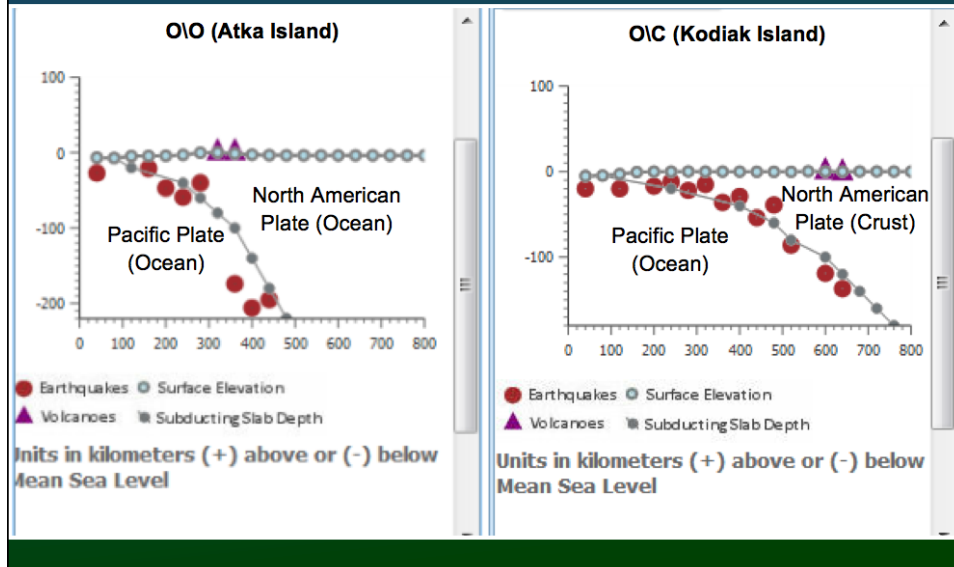 O\O (Atka Island)
100
0
-100
-200
North American
Plate (Ocean)
Pacific Plate
(Ocean)
0 100 200 300 400 500 600 700 800
Earthquakes Surface Elevation
Volcanoes Subducting Slab Depth
Units in kilometers (+) above or (-) below
Mean Sea Level
O\C (Kodiak Island)
100
0
-100
North American
Plate (Crust)
Pacific Plate
(Ocean)
0 100 200 300 400 500 600 700 800
Earthquakes Surface Elevation
Volcanoes Subducting Slab Depth
Units in kilometers (+) above or (-) below
Mean Sea Level